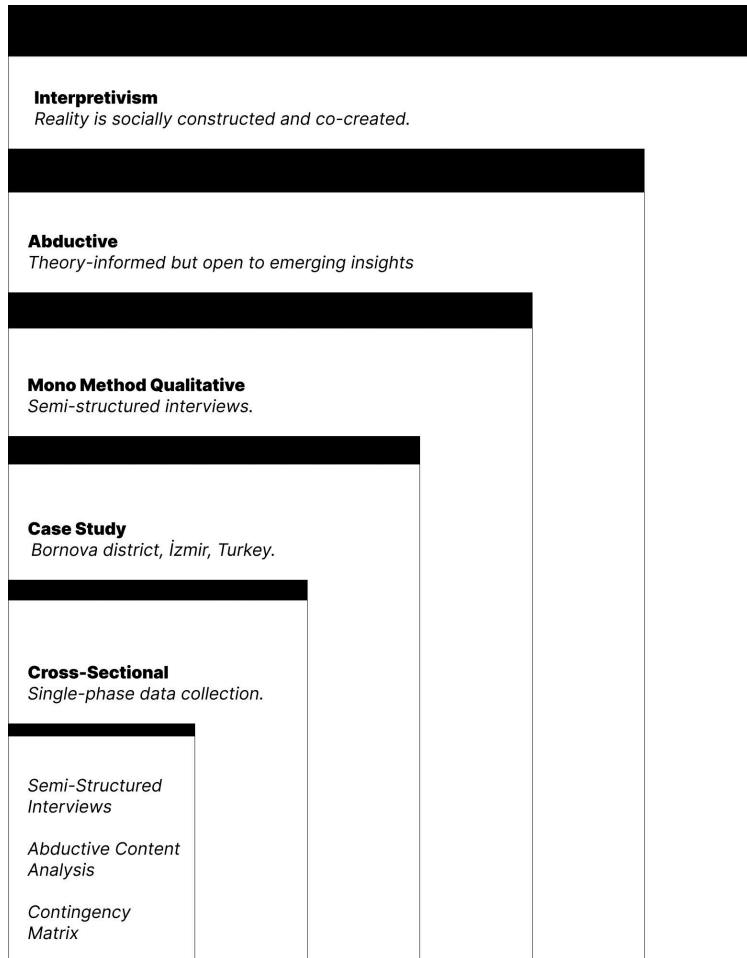 Interpretivism
Reality is socially constructed and co-created.
Abductive
Theory-informed but open to emerging insights
Mono Method Qualitative
Semi-structured interviews.
Case Study
Bornova district, İzmir, Turkey.
Cross-Sectional
Single-phase data collection.
Semi-Structured
Interviews
Abductive Content
Analysis
Contingency
Matrix